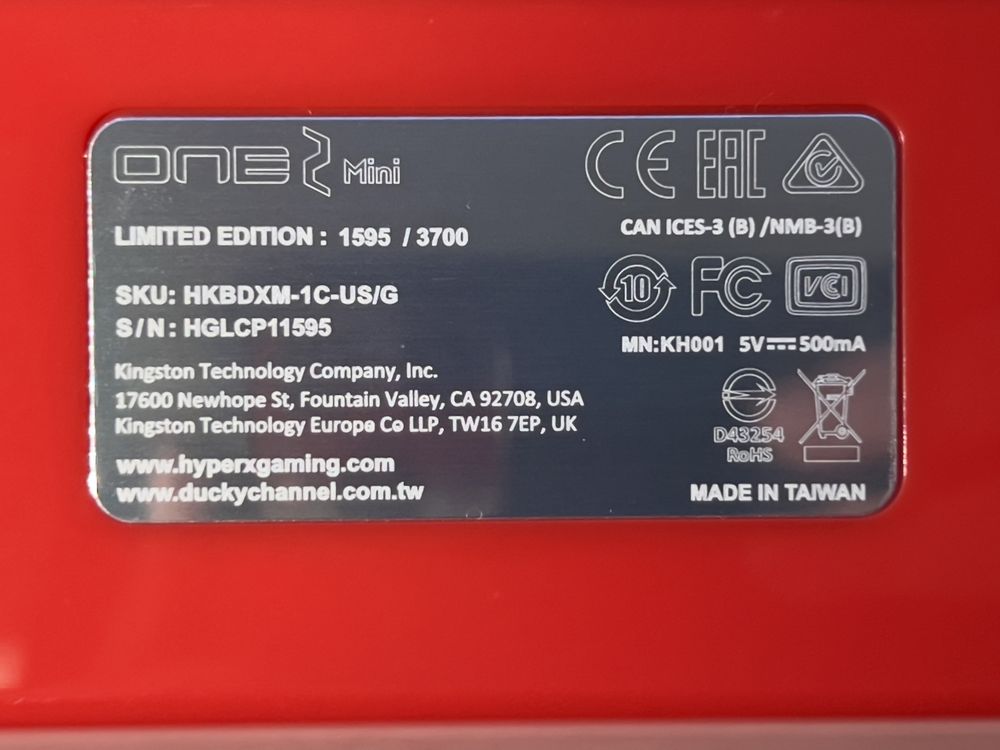 ONE 2 Mini
LIMITED EDITION : 1595 / 3700
SKU: HKBDXM-1C-US/G
S/N: HGLCP11595
Kingston Technology Company, Inc.
17600 Newhope St, Fountain Valley, CA 92708, USA
Kingston Technology Europe Co LLP, TW16 7EP, UK
www.hyperxgaming.com
www.duckychannel.com.tw
CE EAC
CAN ICES-3 (B) /NMB-3(B)
10 FC VCI
MN:KH001 5V⎓500mA
D43254
RoHS
MADE IN TAIWAN